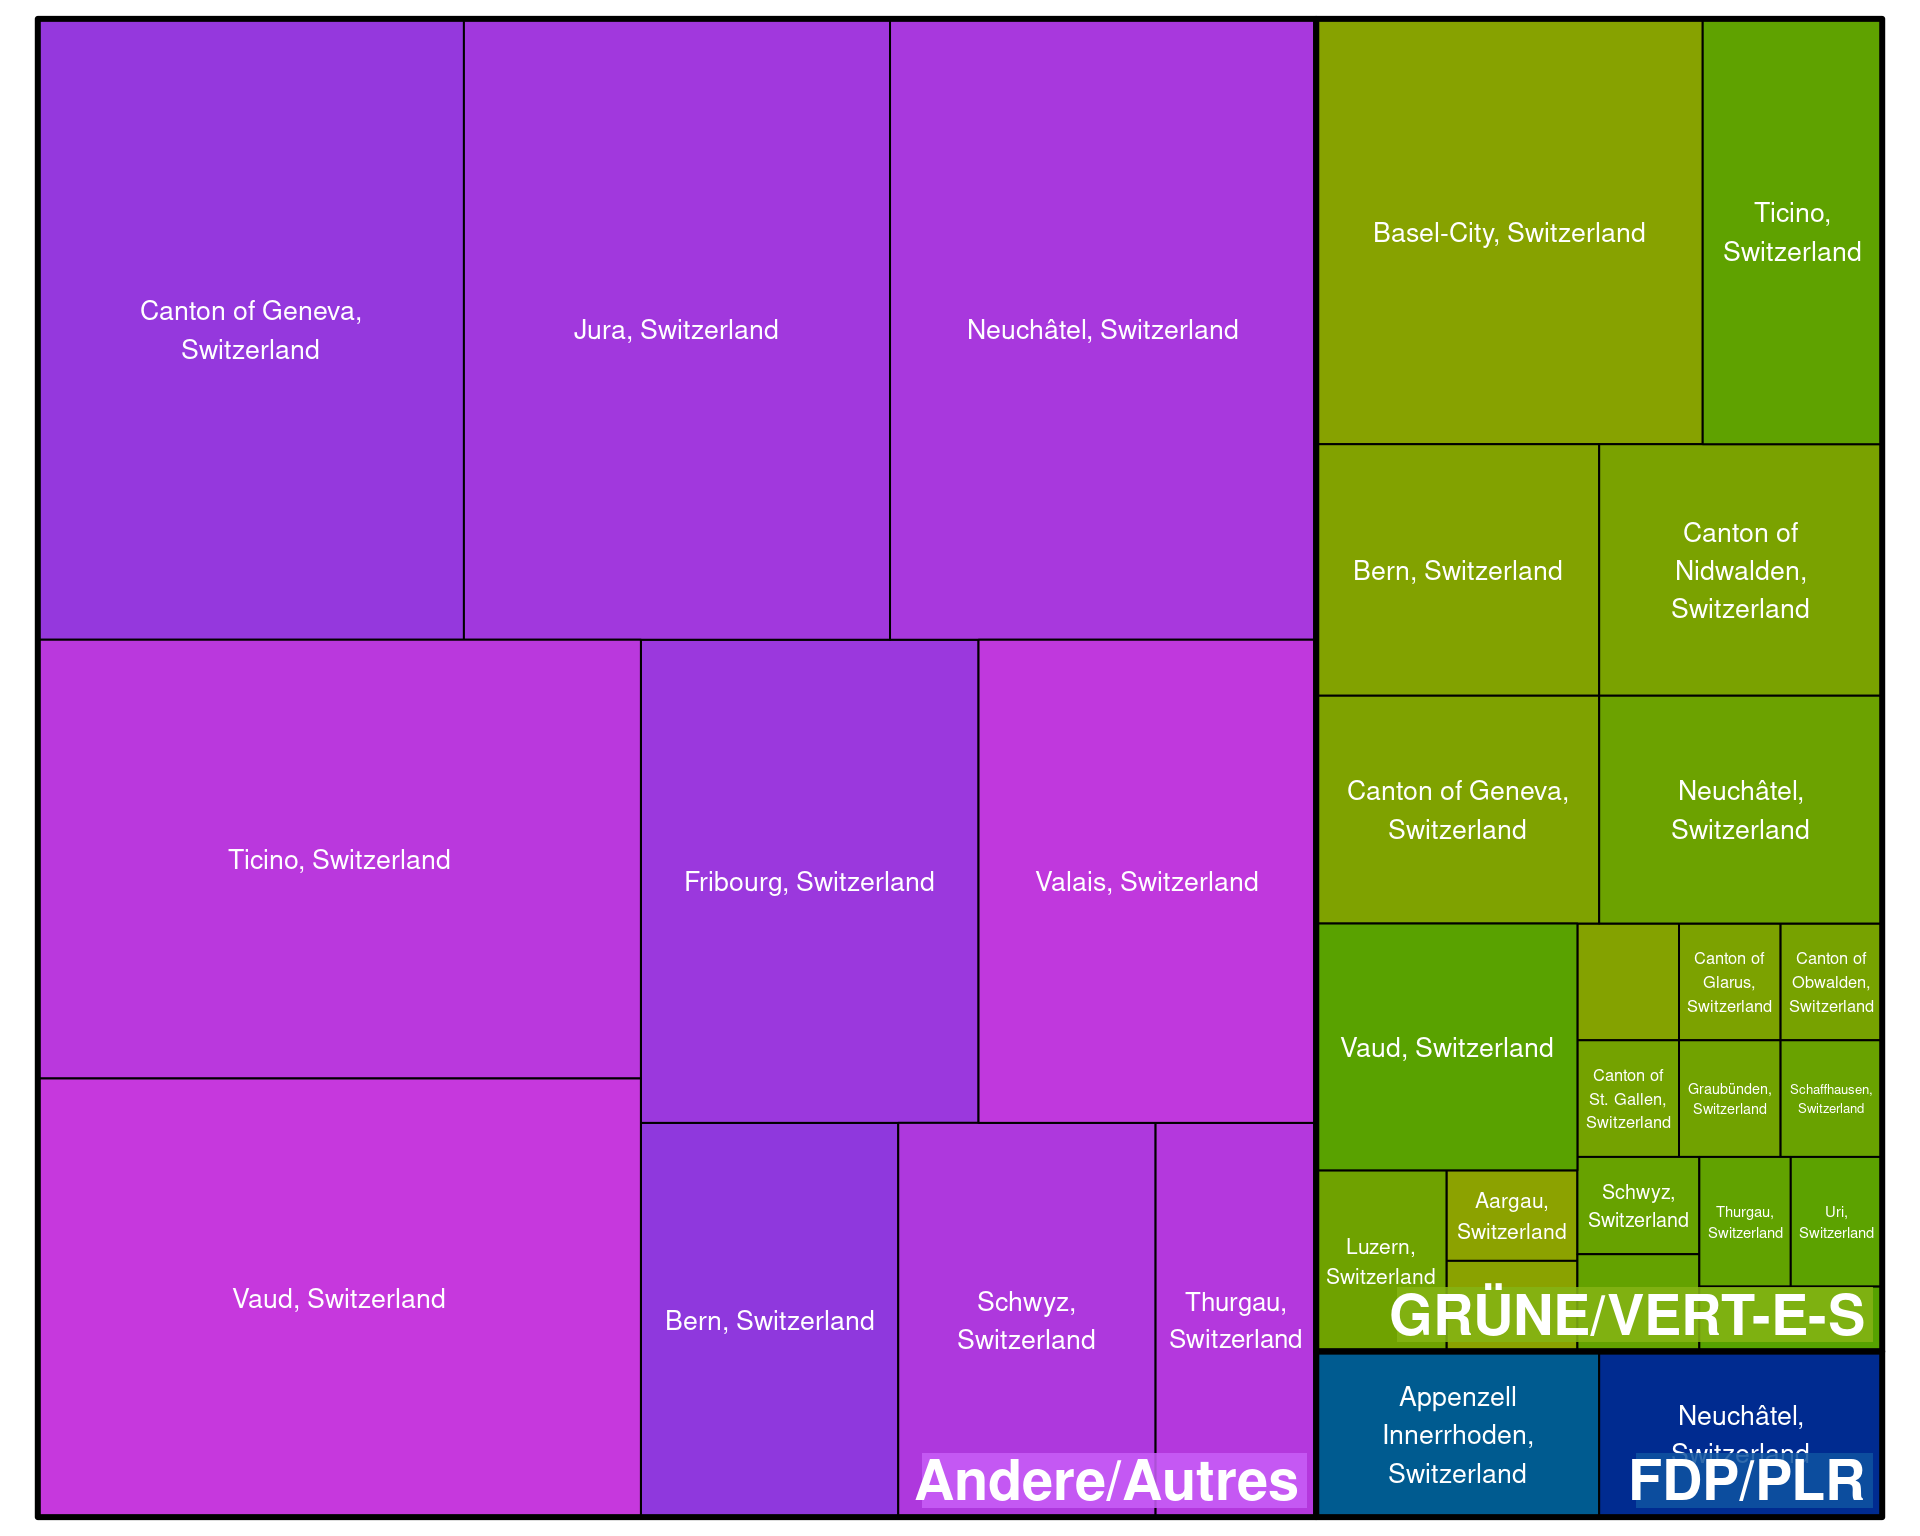 Canton of Geneva,
Switzerland
Jura, Switzerland
Neuchâtel, Switzerland
Ticino, Switzerland
Fribourg, Switzerland
Valais, Switzerland
Vaud, Switzerland
Bern, Switzerland
Schwyz,
Switzerland
Thurgau,
Switzerland
Andere/Autres
Basel-City, Switzerland
Ticino,
Switzerland
Bern, Switzerland
Canton of
Nidwalden,
Switzerland
Canton of Geneva,
Switzerland
Neuchâtel,
Switzerland
Vaud, Switzerland
Canton of
Glarus,
Switzerland
Canton of
Obwalden,
Switzerland
Canton of
St. Gallen,
Switzerland
Graubünden,
Switzerland
Schaffhausen,
Switzerland
Luzern,
Switzerland
Aargau,
Switzerland
Schwyz,
Switzerland
Thurgau,
Switzerland
Uri,
Switzerland
GRÜNE/VERT-E-S
Appenzell
Innerrhoden,
Switzerland
Neuchâtel,
Switzerland
FDP/PLR